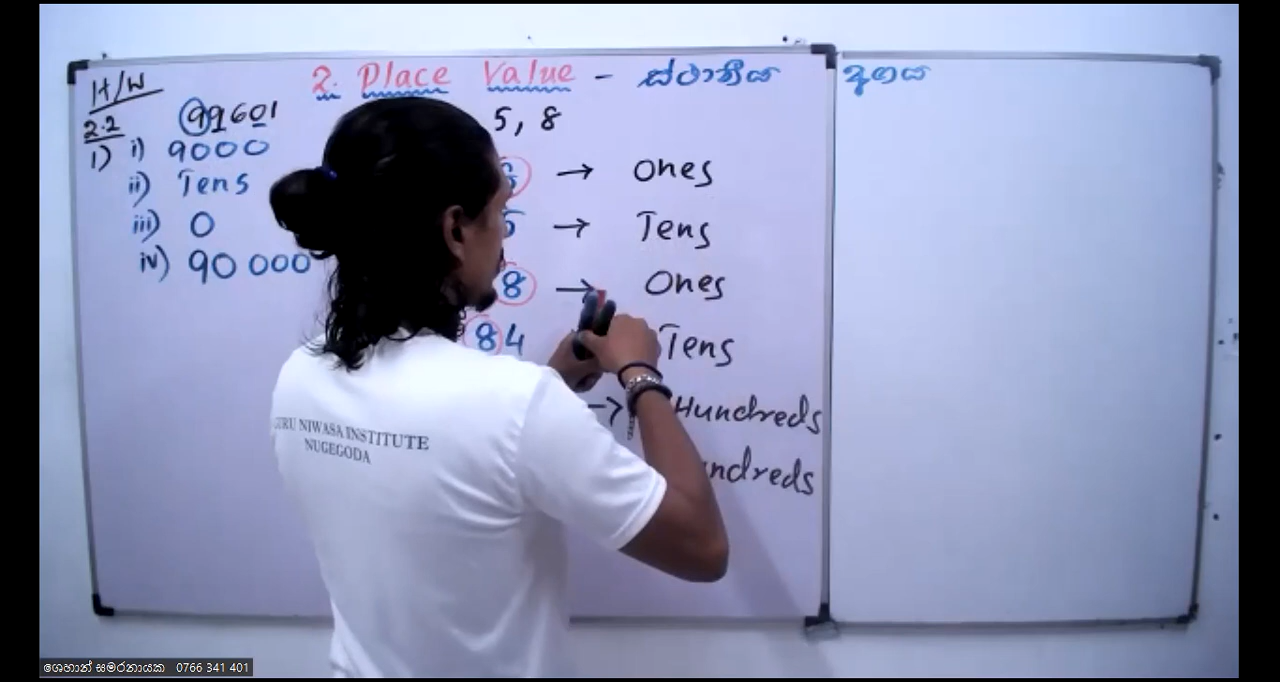 H/W
2. Place Value - ස්ථානීය අගය
2.2
99601
5, 8
1) i) 9000
→ Ones
ii) Tens
5 → Tens
iii) 0
8 → Ones
iv) 90 000
84 Tens
→ Hundreds
GURU NIWASA INSTITUTE
NUGEGODA
0766 341 401